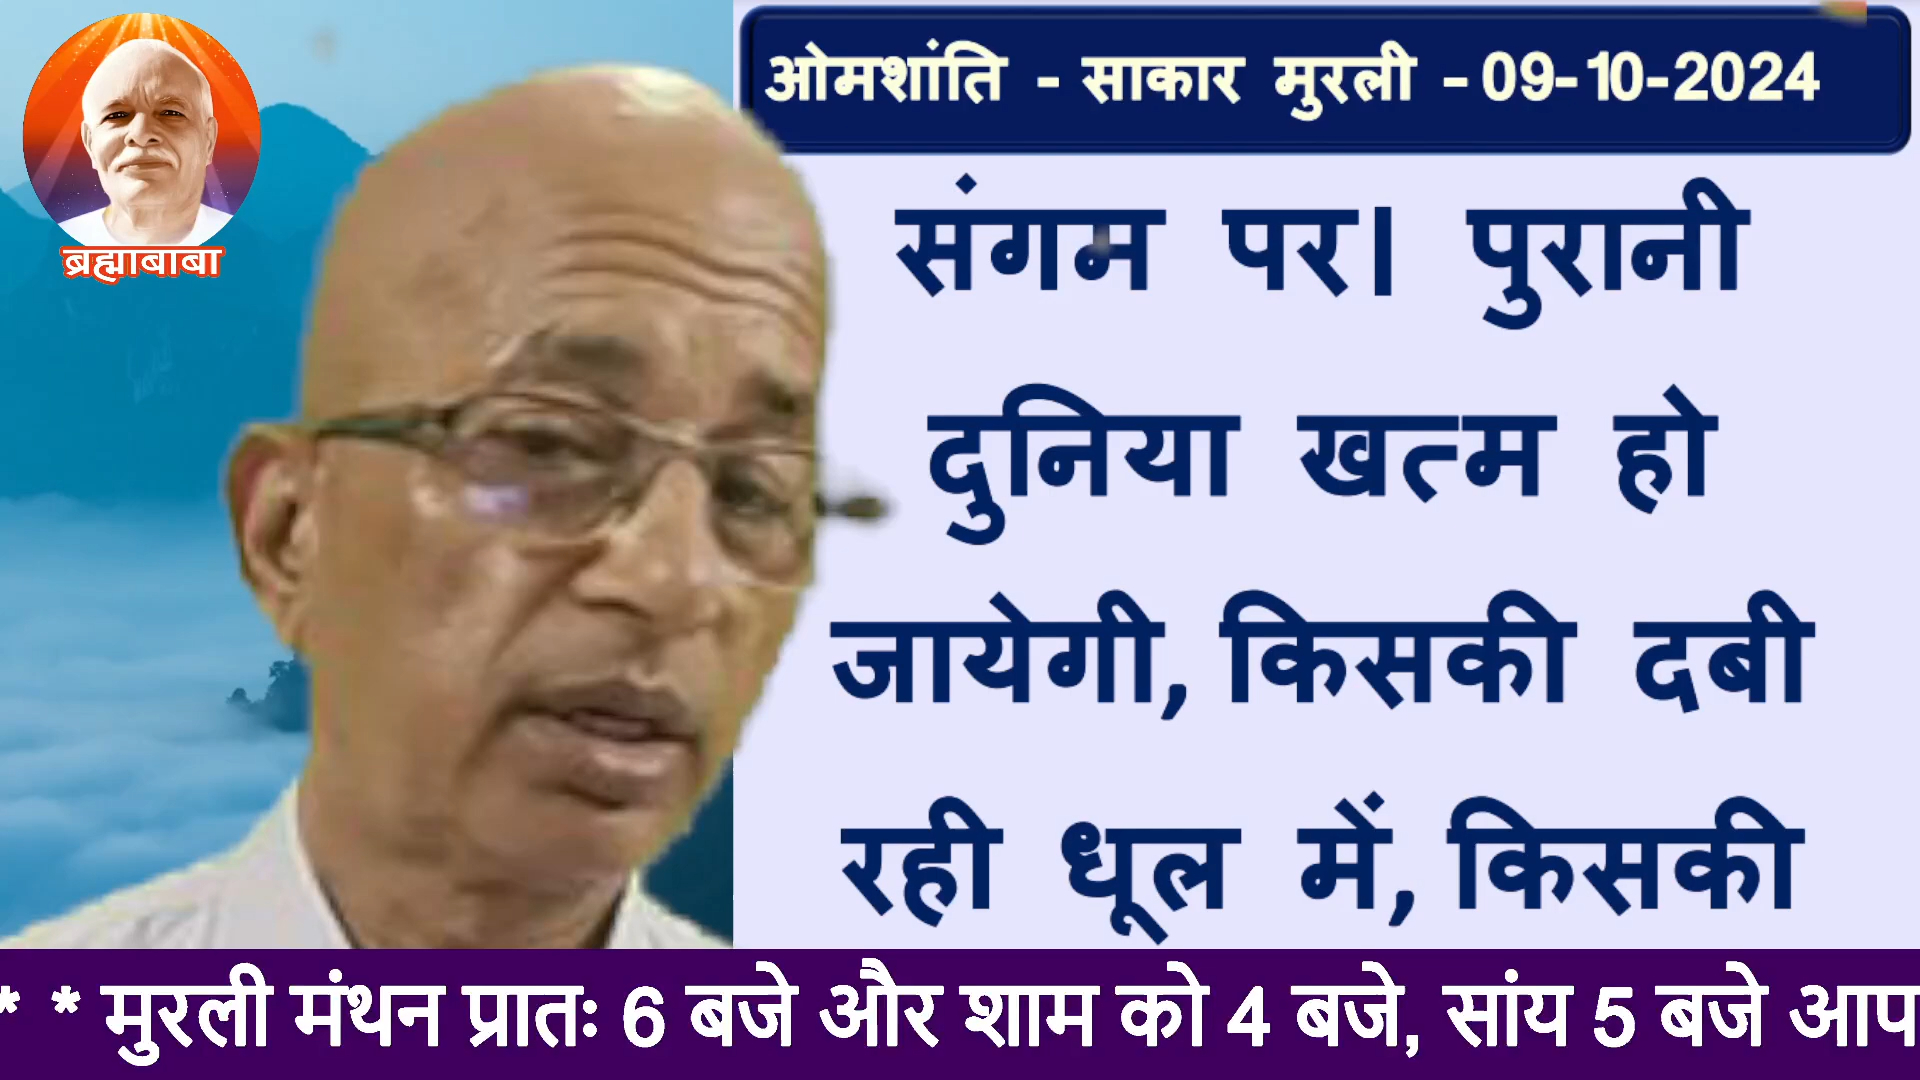 ओमशांति - साकार मुरली - 09-10-2024
ब्रह्माबाबा
संगम पर। पुरानी
दुनिया खत्म हो
जायेगी, किसकी दबी
रही धूल में, किसकी
* * मुरली मंथन प्रातः 6 बजे और शाम को 4 बजे, सांय 5 बजे आप